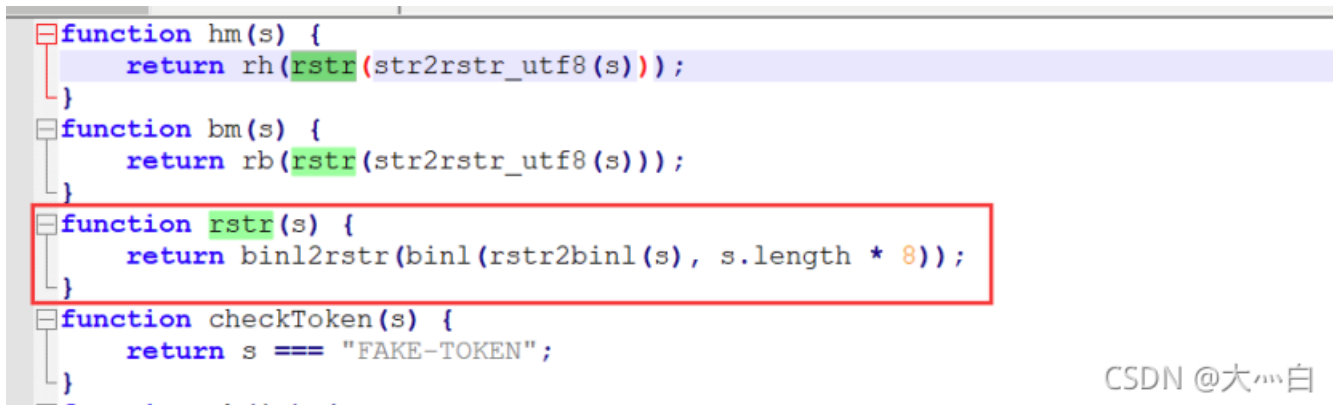 function hm(s) {
    return rh(rstr(str2rstr_utf8(s)));
}
function bm(s) {
    return rb(rstr(str2rstr_utf8(s)));
}
function rstr(s) {
    return binl2rstr(binl(rstr2binl(s), s.length * 8));
}
function checkToken(s) {
    return s === "FAKE-TOKEN";
}
CSDN @大灬白